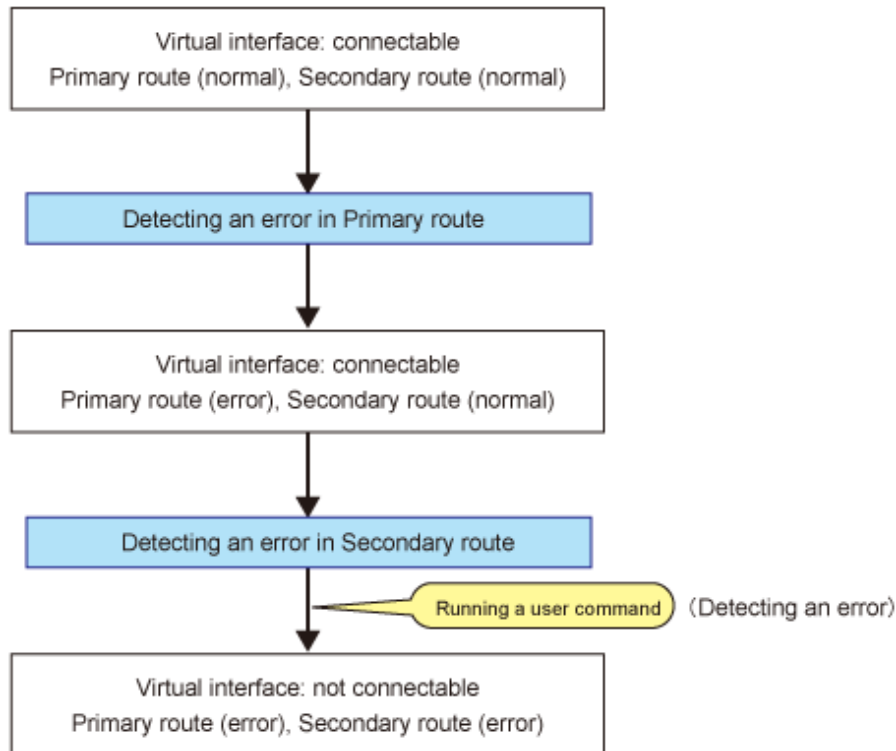 Virtual interface: connectable
Primary route (normal), Secondary route (normal)
Detecting an error in Primary route
Virtual interface: connectable
Primary route (error), Secondary route (normal)
Detecting an error in Secondary route
Running a user command （Detecting an error）
Virtual interface: not connectable
Primary route (error), Secondary route (error)